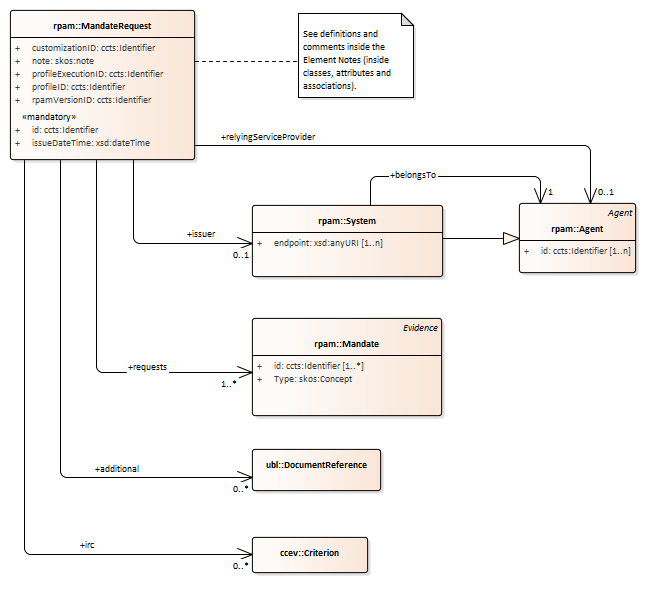 rpam::MandateRequest
+ customizationID: ccts:Identifier
+ note: skos:note
+ profileExecutionID: ccts:Identifier
+ profileID: ccts:Identifier
+ rpamVersionID: ccts:Identifier
«mandatory»
+ id: ccts:Identifier
+ issueDateTime: xsd:dateTime
See definitions and
comments inside the
Element Notes (inside
classes, attributes and
associations).
+relyingServiceProvider
0..1
+belongsTo
1
+issuer
0..1
rpam::System
+ endpoint: xsd:anyURI [1..n]
Agent
rpam::Agent
+ id: ccts:Identifier [1..n]
+requests
1..*
Evidence
rpam::Mandate
+ id: ccts:Identifier [1..*]
+ Type: skos:Concept
+additional
0..*
ubl::DocumentReference
+irc
0..*
ccev::Criterion